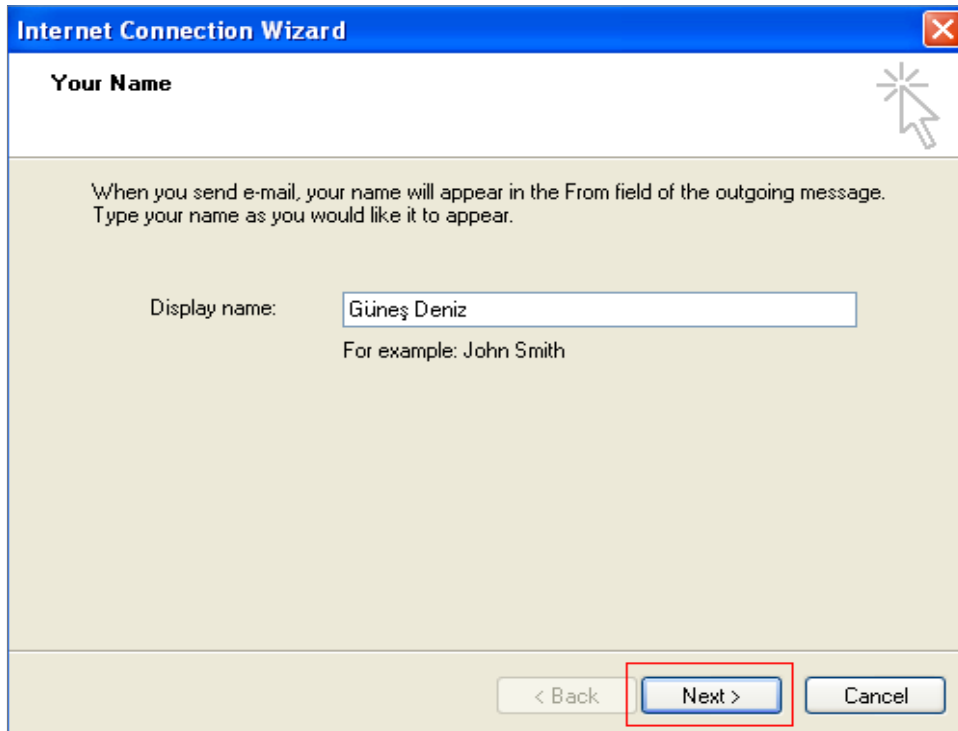 Internet Connection Wizard
Your Name
When you send e-mail, your name will appear in the From field of the outgoing message.
Type your name as you would like it to appear.
Display name:
Güneş Deniz
For example: John Smith
< Back
Next >
Cancel